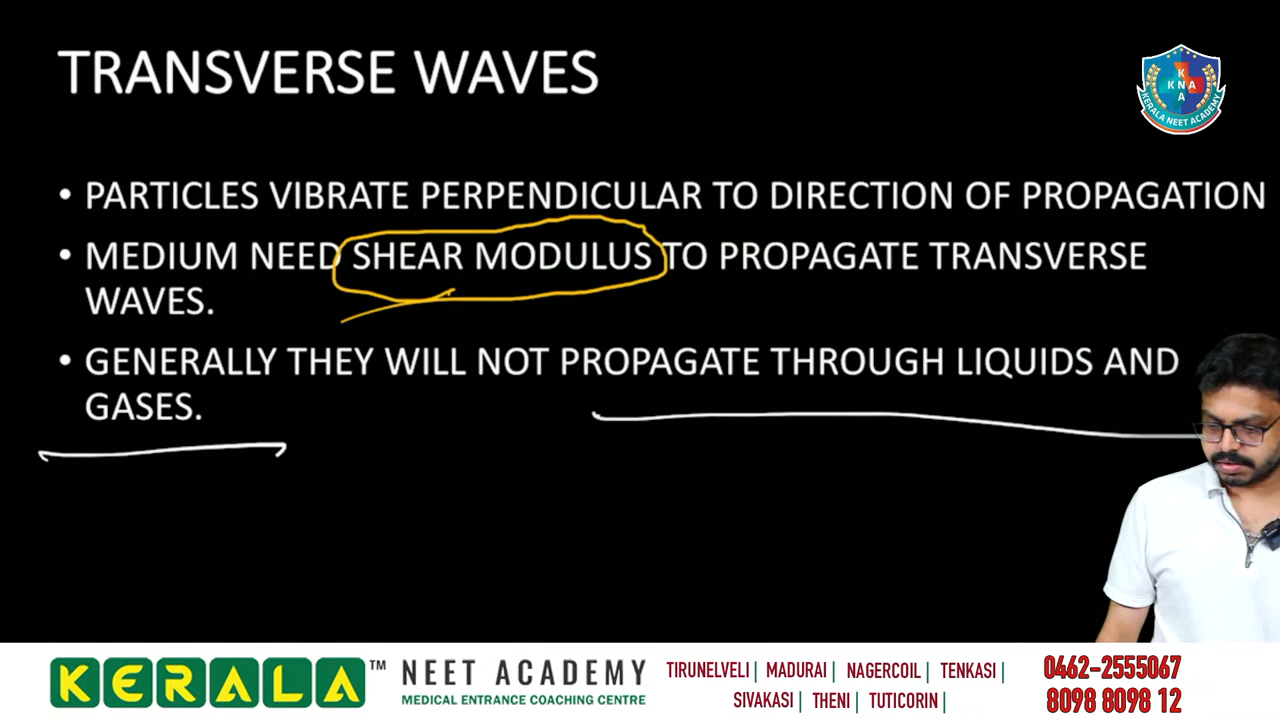 TRANSVERSE WAVES
KNA
KERALA NEET ACADEMY
• PARTICLES VIBRATE PERPENDICULAR TO DIRECTION OF PROPAGATION
• MEDIUM NEED SHEAR MODULUS TO PROPAGATE TRANSVERSE
WAVES.
• GENERALLY THEY WILL NOT PROPAGATE THROUGH LIQUIDS AND
GASES.
KERALA™ NEET ACADEMY
MEDICAL ENTRANCE COACHING CENTRE
TIRUNELVELI | MADURAI | NAGERCOIL | TENKASI |
SIVAKASI | THENI | TUTICORIN |
0462-2555067
8098 8098 12